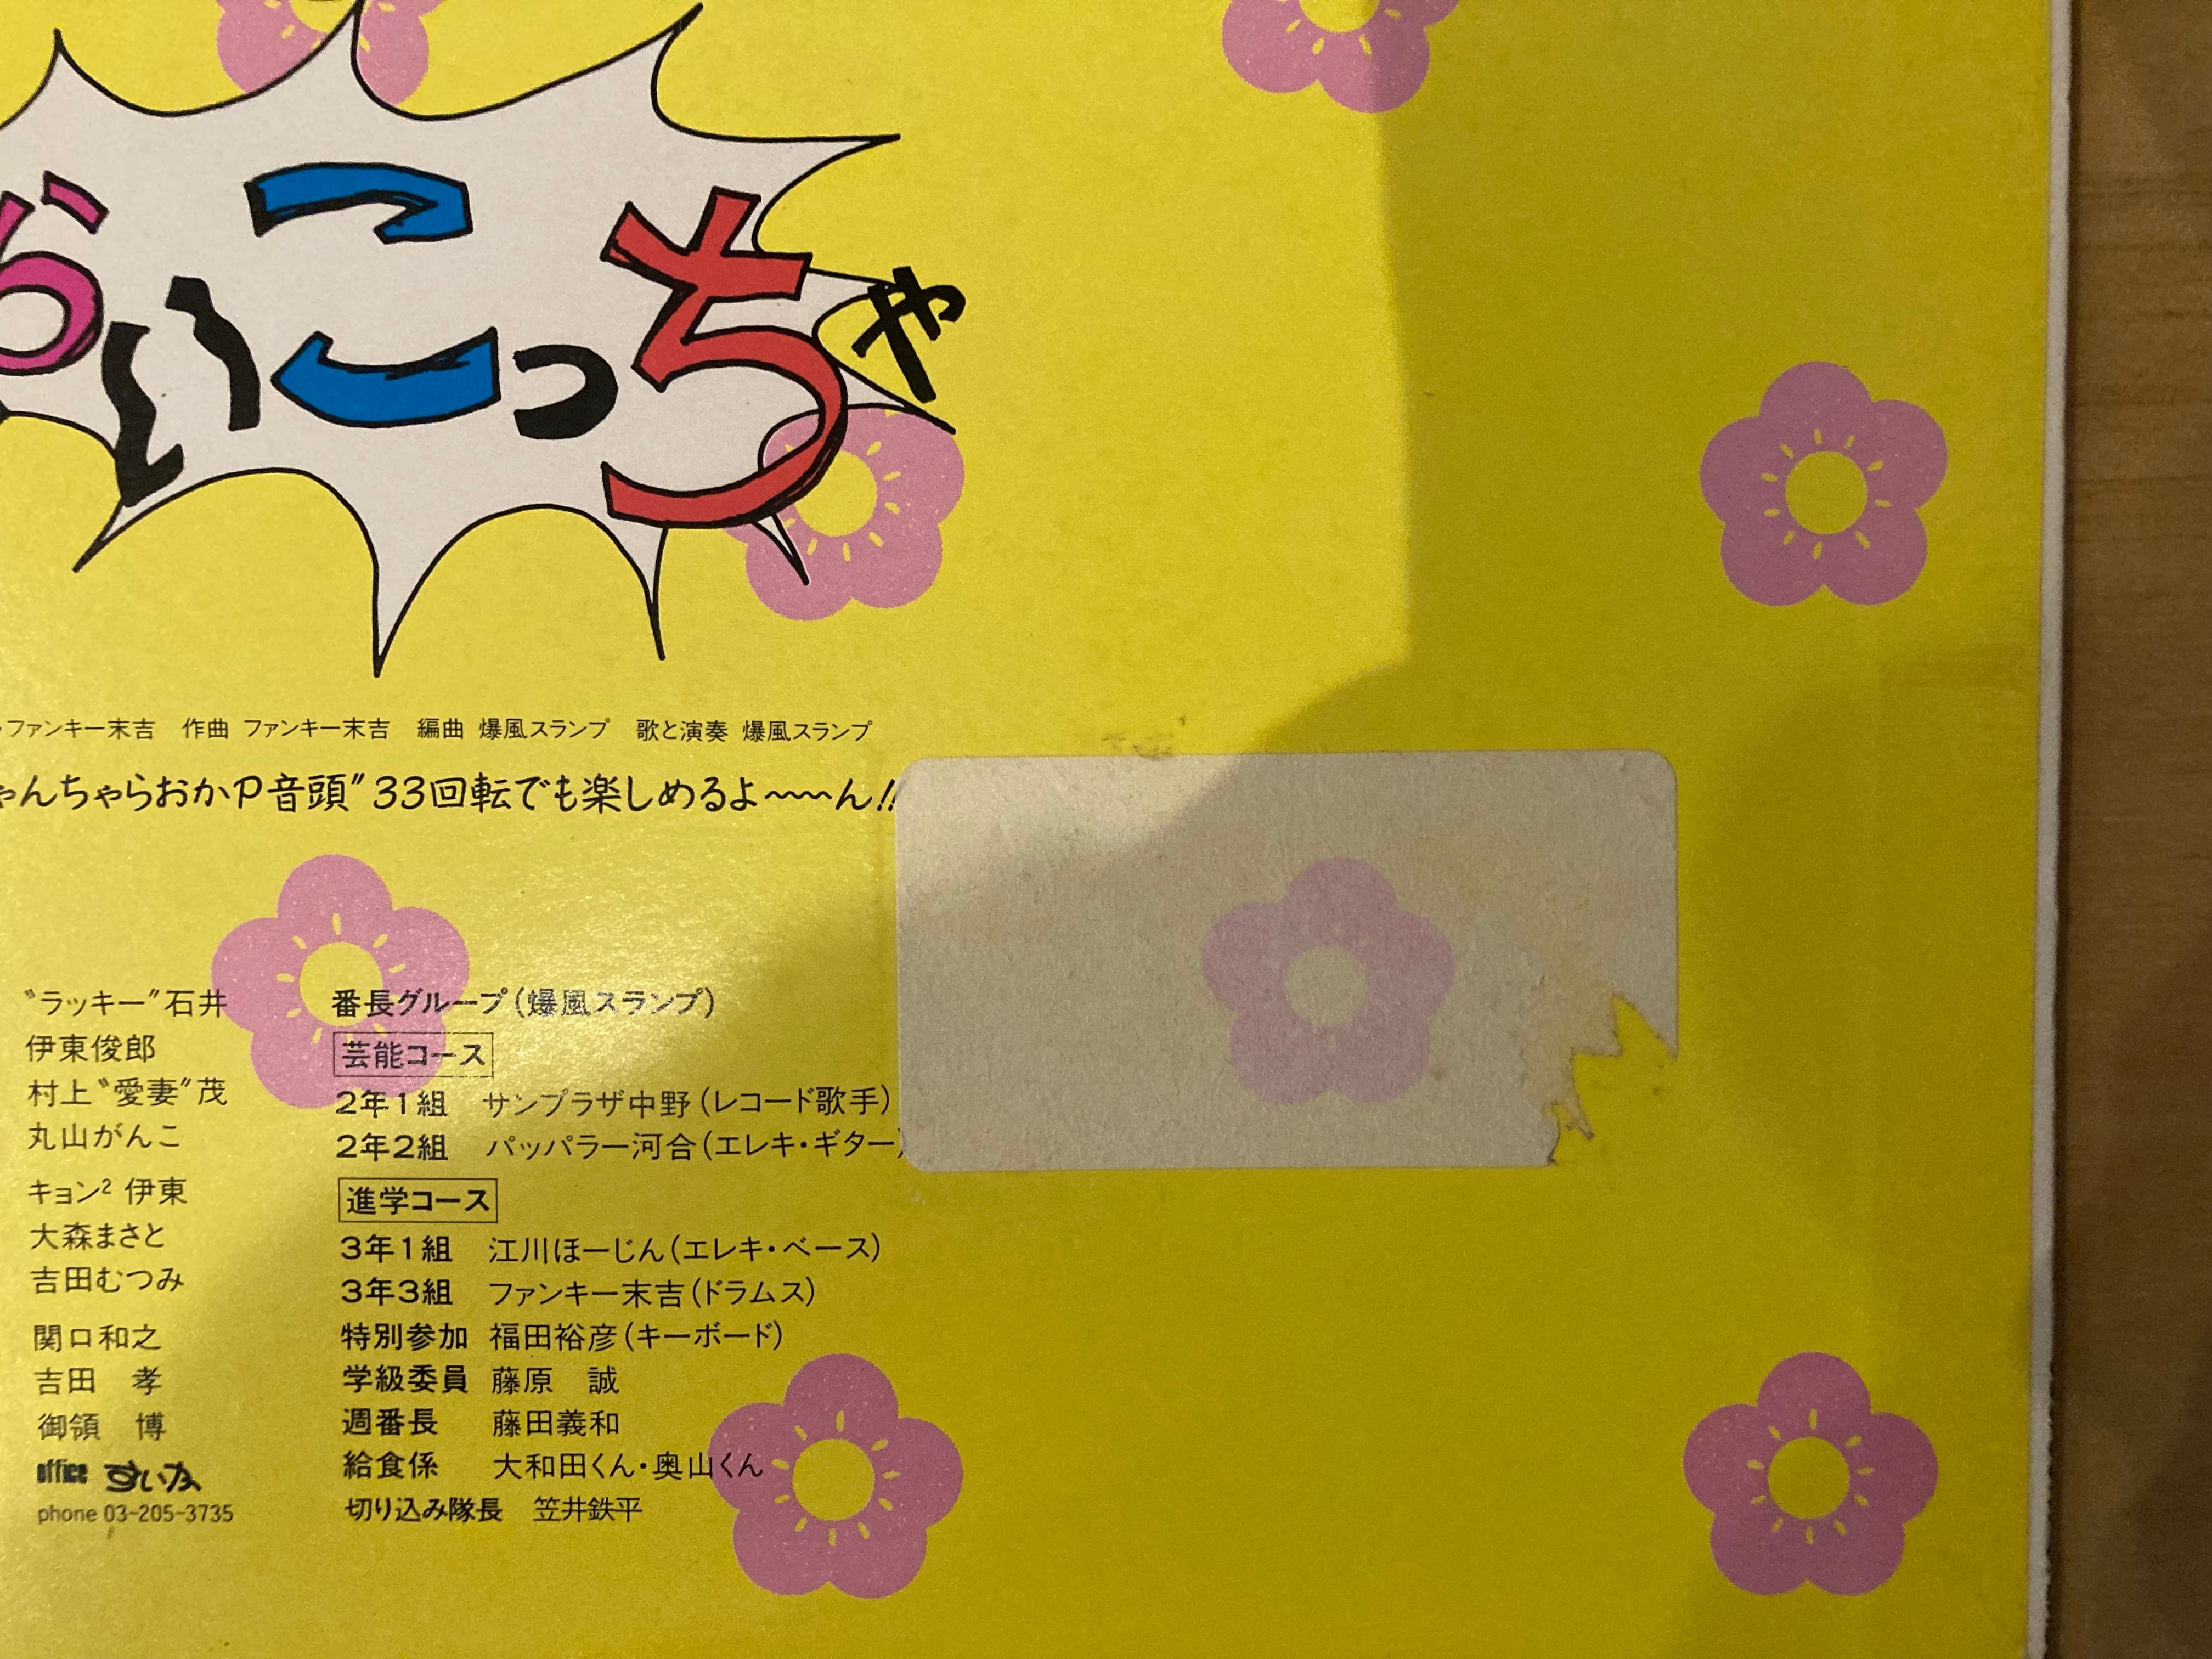 らいこっちゃ
ファンキー末吉 作曲 ファンキー末吉 編曲 爆風スランプ 歌と演奏 爆風スランプ
ゃんちゃらおかP音頭”33回転でも楽しめるよ〜〜ん!!
“ラッキー”石井
伊東俊郎
村上“愛妻”茂
丸山がんこ
キョン² 伊東
大森まさと
吉田むつみ
関口和之
吉田 孝
御領 博
office
phone 03-205-3735
番長グループ(爆風スランプ)
芸能コース
2年1組 サンプラザ中野(レコード歌手)
2年2組 パッパラー河合(エレキ・ギター)
進学コース
3年1組 江川ほーじん(エレキ・ベース)
3年3組 ファンキー末吉(ドラムス)
特別参加 福田裕彦(キーボード)
学級委員 藤原 誠
週番長 藤田義和
給食係 大和田くん・奥山くん
切り込み隊長 笠井鉄平